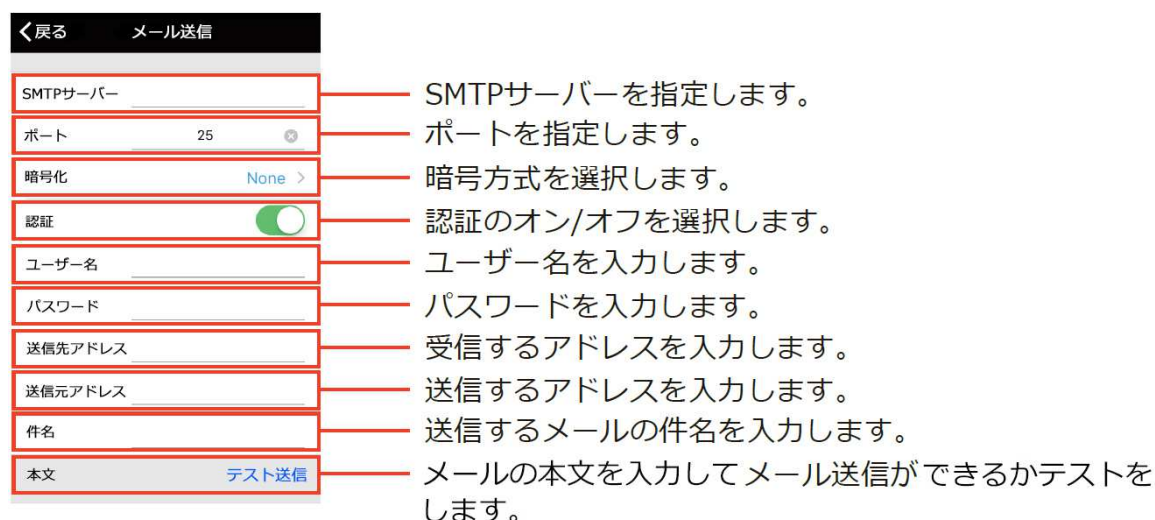 戻る メール送信
SMTPサーバー SMTPサーバーを指定します。
ポート 25 ポートを指定します。
暗号化 None 暗号方式を選択します。
認証 認証のオン/オフを選択します。
ユーザー名 ユーザー名を入力します。
パスワード パスワードを入力します。
送信先アドレス 受信するアドレスを入力します。
送信元アドレス 送信するアドレスを入力します。
件名 送信するメールの件名を入力します。
本文 テスト送信 メールの本文を入力してメール送信ができるかテストを
します。